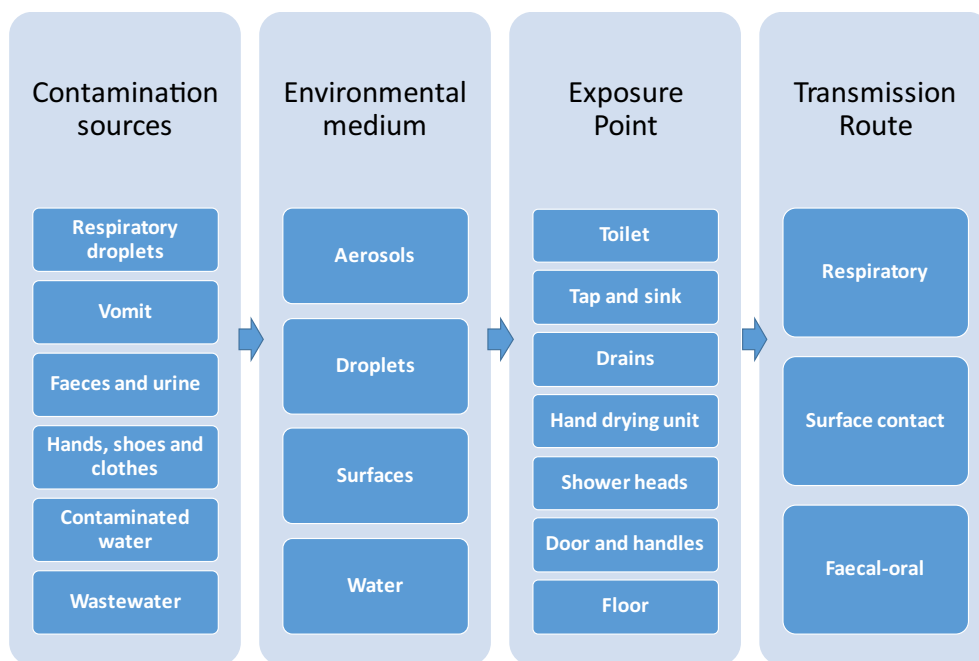 Contamination
sources
Respiratory
droplets
Vomit
Faeces and urine
Hands, shoes and
clothes
Contaminated
water
Wastewater
Environmental
medium
Aerosols
Droplets
Surfaces
Water
Exposure
Point
Toilet
Tap and sink
Drains
Hand drying unit
Shower heads
Door and handles
Floor
Transmission
Route
Respiratory
Surface contact
Faecal-oral